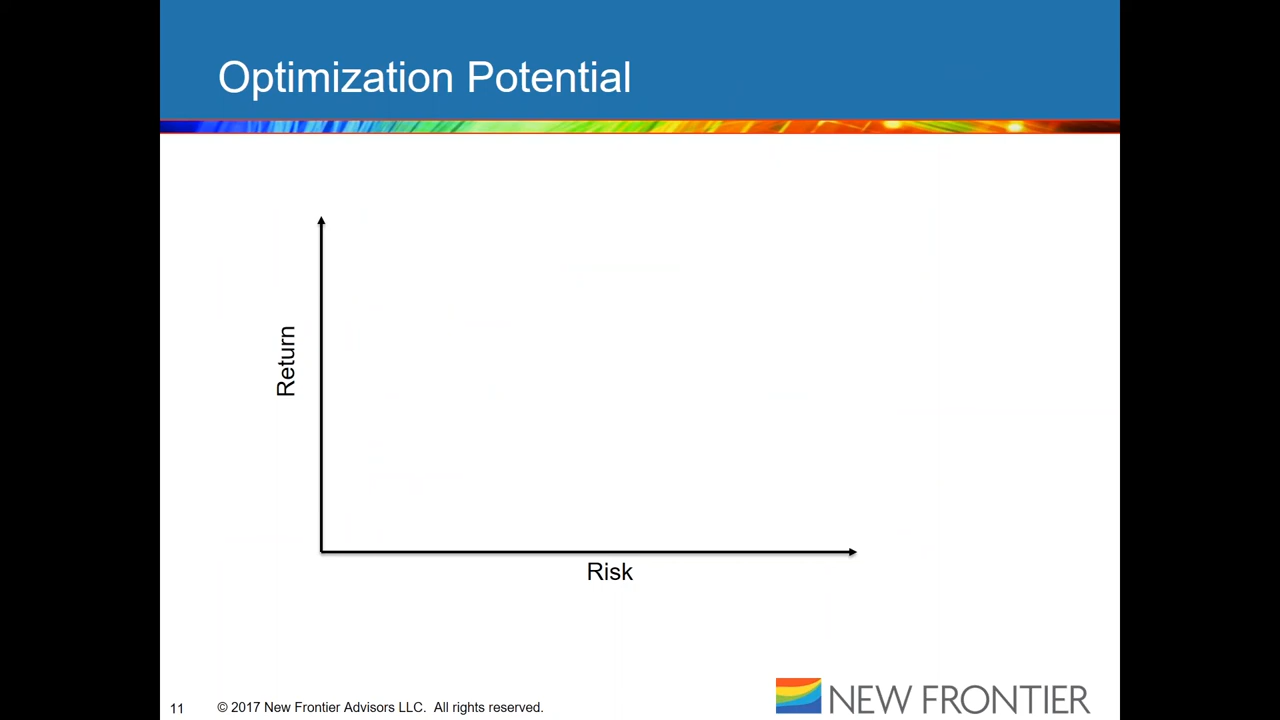 Optimization Potential
Return
Risk
11
© 2017 New Frontier Advisors LLC. All rights reserved.
NEW FRONTIER